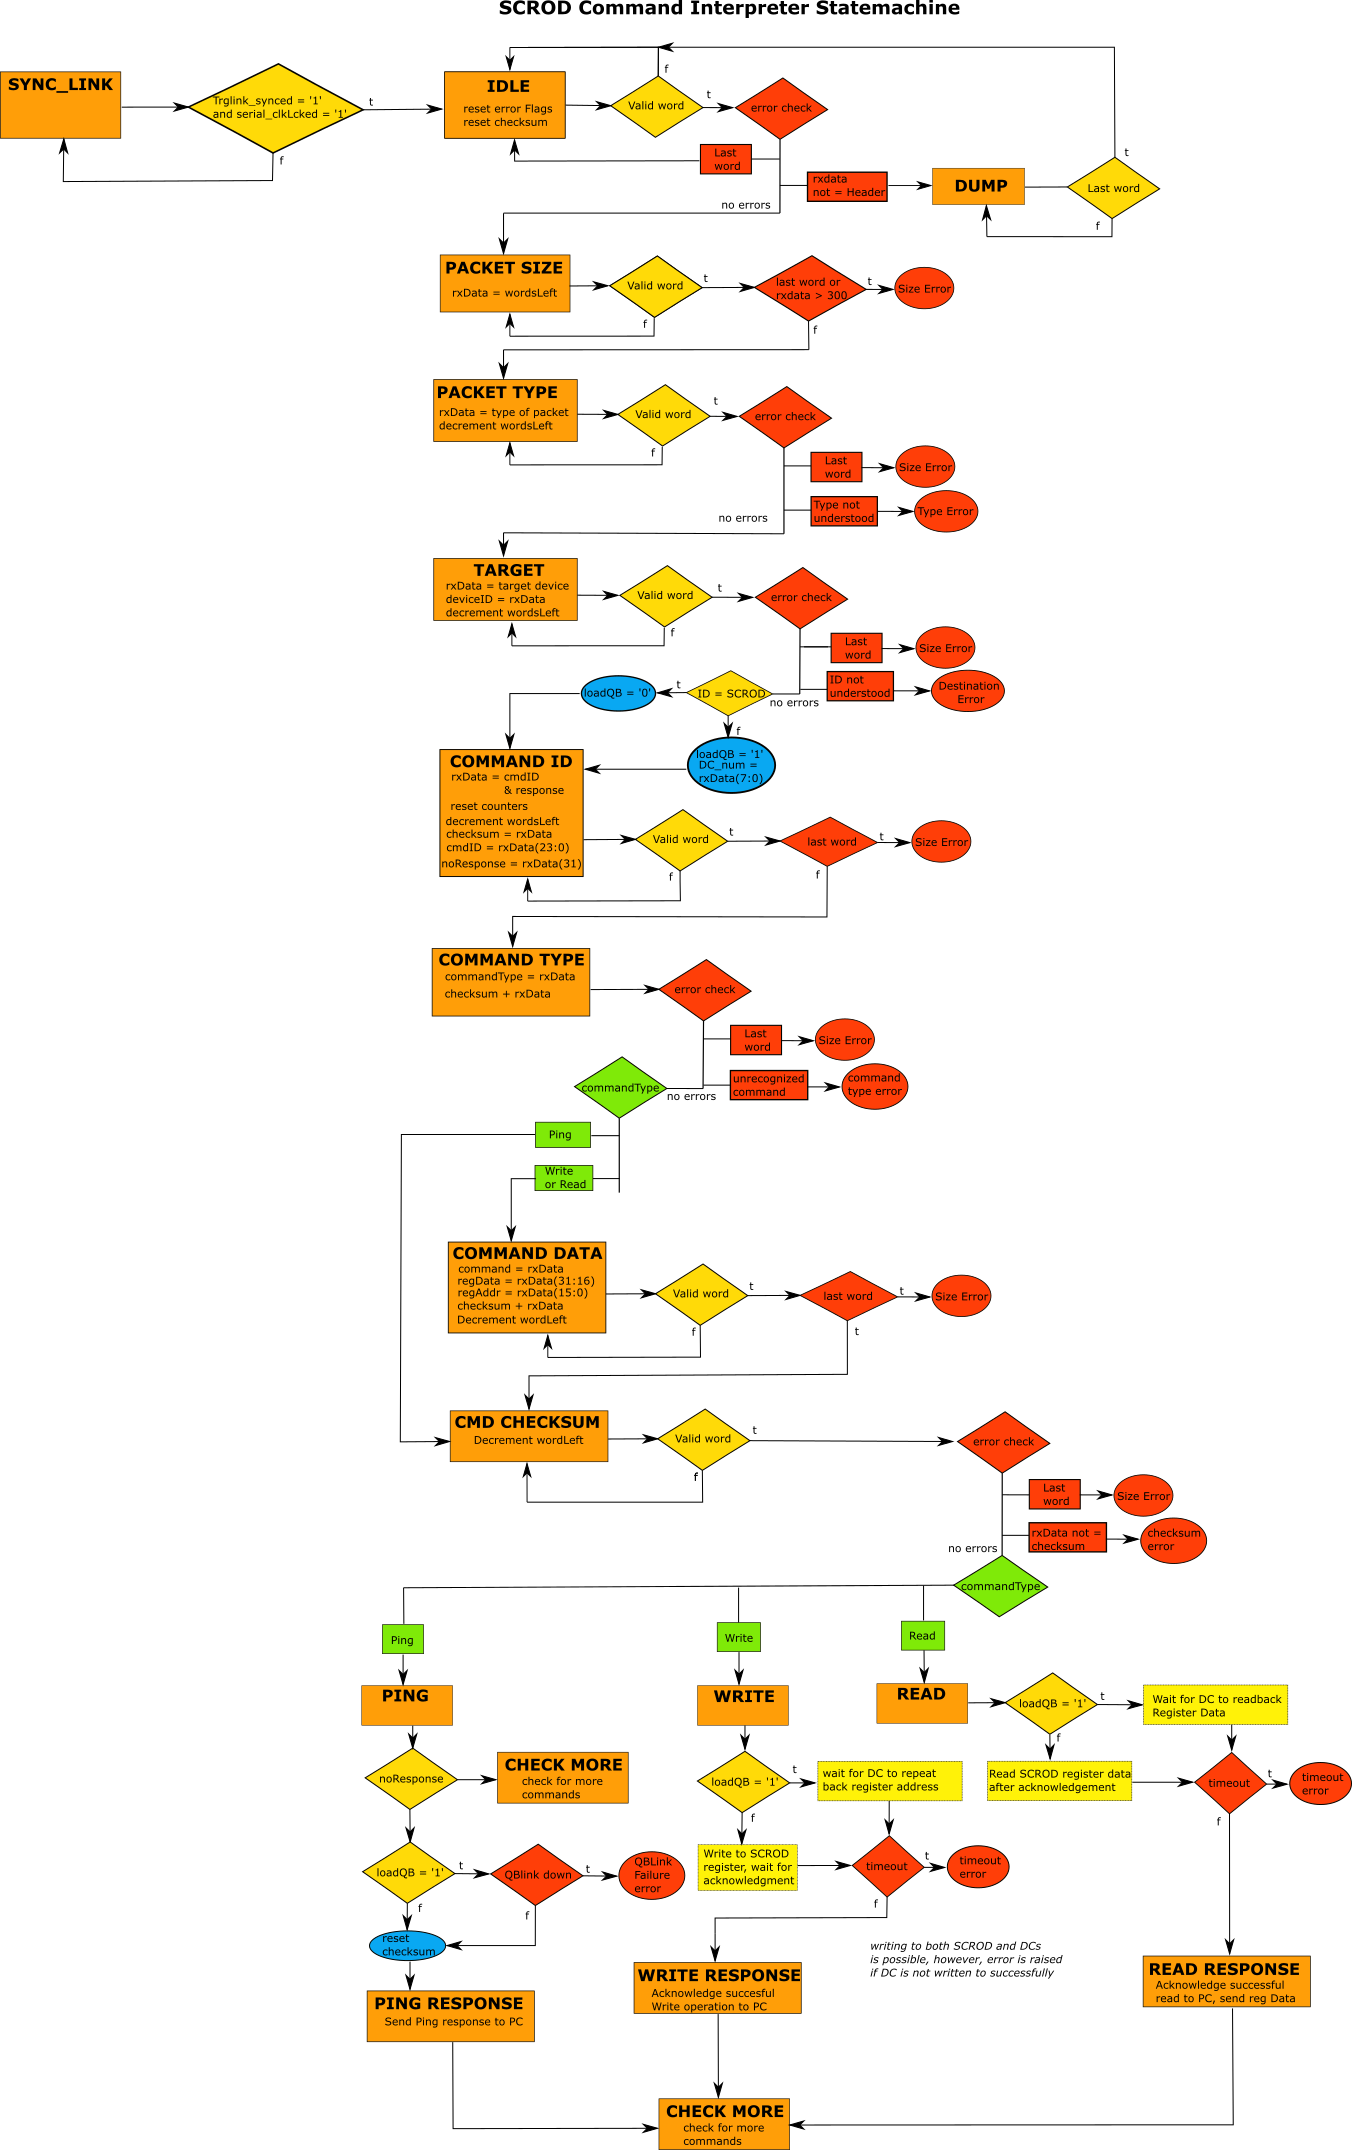 SCROD Command Interpreter Statemachine
SYNC_LINK
Trglink_synced = '1'
and serial_clkLcked = '1'
t
f
IDLE
reset error Flags
reset checksum
Valid word
f
t
error check
Last
word
rxdata
not = Header
no errors
DUMP
Last word
t
f
PACKET SIZE
rxData = wordsLeft
Valid word
t
f
last word or
rxdata > 300
t
f
Size Error
PACKET TYPE
rxData = type of packet
decrement wordsLeft
Valid word
t
f
error check
Last
word
Size Error
Type not
understood
Type Error
no errors
TARGET
rxData = target device
deviceID = rxData
decrement wordsLeft
Valid word
t
f
error check
Last
word
Size Error
ID not
understood
Destination
Error
no errors
ID = SCROD
t
f
loadQB = '0'
loadQB = '1'
DC_num =
rxData(7:0)
COMMAND ID
rxData = cmdID
& response
reset counters
decrement wordsLeft
checksum = rxData
cmdID = rxData(23:0)
noResponse = rxData(31)
Valid word
t
f
last word
t
f
Size Error
COMMAND TYPE
commandType = rxData
checksum + rxData
error check
Last
word
Size Error
unrecognized
command
command
type error
no errors
commandType
Ping
Write
or Read
COMMAND DATA
command = rxData
regData = rxData(31:16)
regAddr = rxData(15:0)
checksum + rxData
Decrement wordLeft
Valid word
t
f
last word
t
t
Size Error
CMD CHECKSUM
Decrement wordLeft
Valid word
t
f
error check
Last
word
Size Error
rxData not =
checksum
checksum
error
no errors
commandType
Ping
Write
Read
PING
noResponse
CHECK MORE
check for more
commands
loadQB = '1'
t
f
QBlink down
t
f
QBLink
Failure
error
reset
checksum
PING RESPONSE
Send Ping response to PC
WRITE
loadQB = '1'
t
f
wait for DC to repeat
back register address
Write to SCROD
register, wait for
acknowledgment
timeout
t
f
timeout
error
WRITE RESPONSE
Acknowledge succesful
Write operation to PC
writing to both SCROD and DCs
is possible, however, error is raised
if DC is not written to successfully
READ
loadQB = '1'
t
f
Wait for DC to readback
Register Data
Read SCROD register data
after acknowledgement
timeout
t
f
timeout
error
READ RESPONSE
Acknowledge successful
read to PC, send reg Data
CHECK MORE
check for more
commands